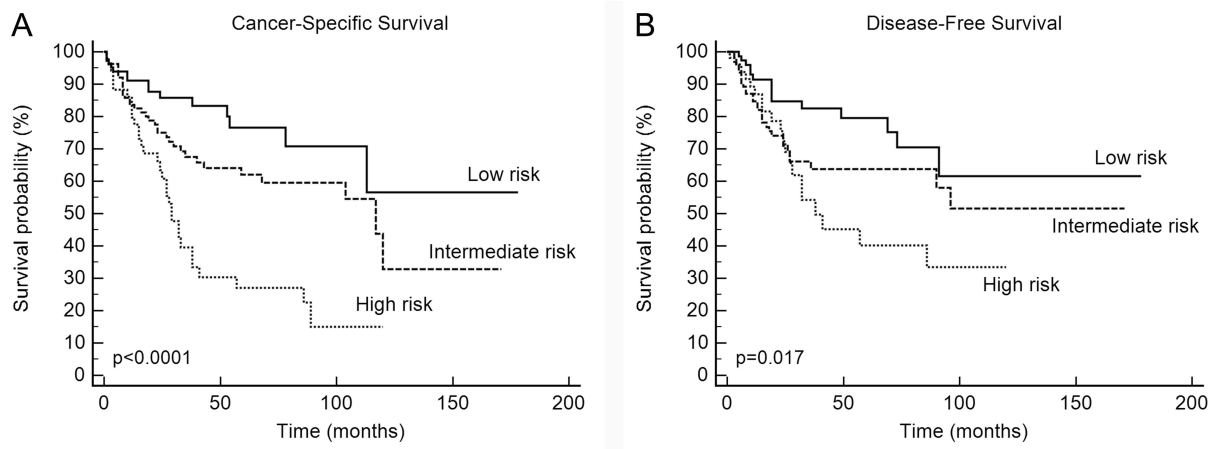 A
Cancer-Specific Survival
Survival probability (%)
100
90
80
70
60
50
40
30
20
10
0
Low risk
Intermediate risk
High risk
p<0.0001
0 50 100 150 200
Time (months)
B
Disease-Free Survival
Survival probability (%)
100
90
80
70
60
50
40
30
20
10
0
Low risk
Intermediate risk
High risk
p=0.017
0 50 100 150 200
Time (months)